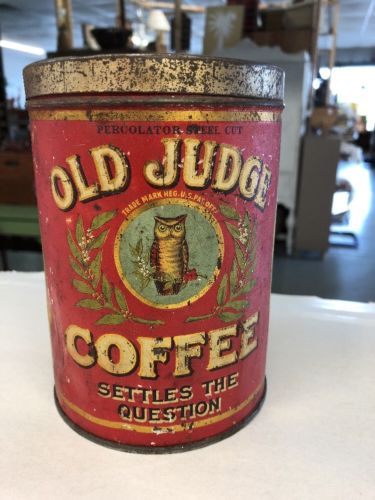 PERCOLATOR STEEL CUT
OLD JUDGE
TRADE MARK REG. U.S. PAT. OFF.
COFFEE
SETTLES THE
QUESTION